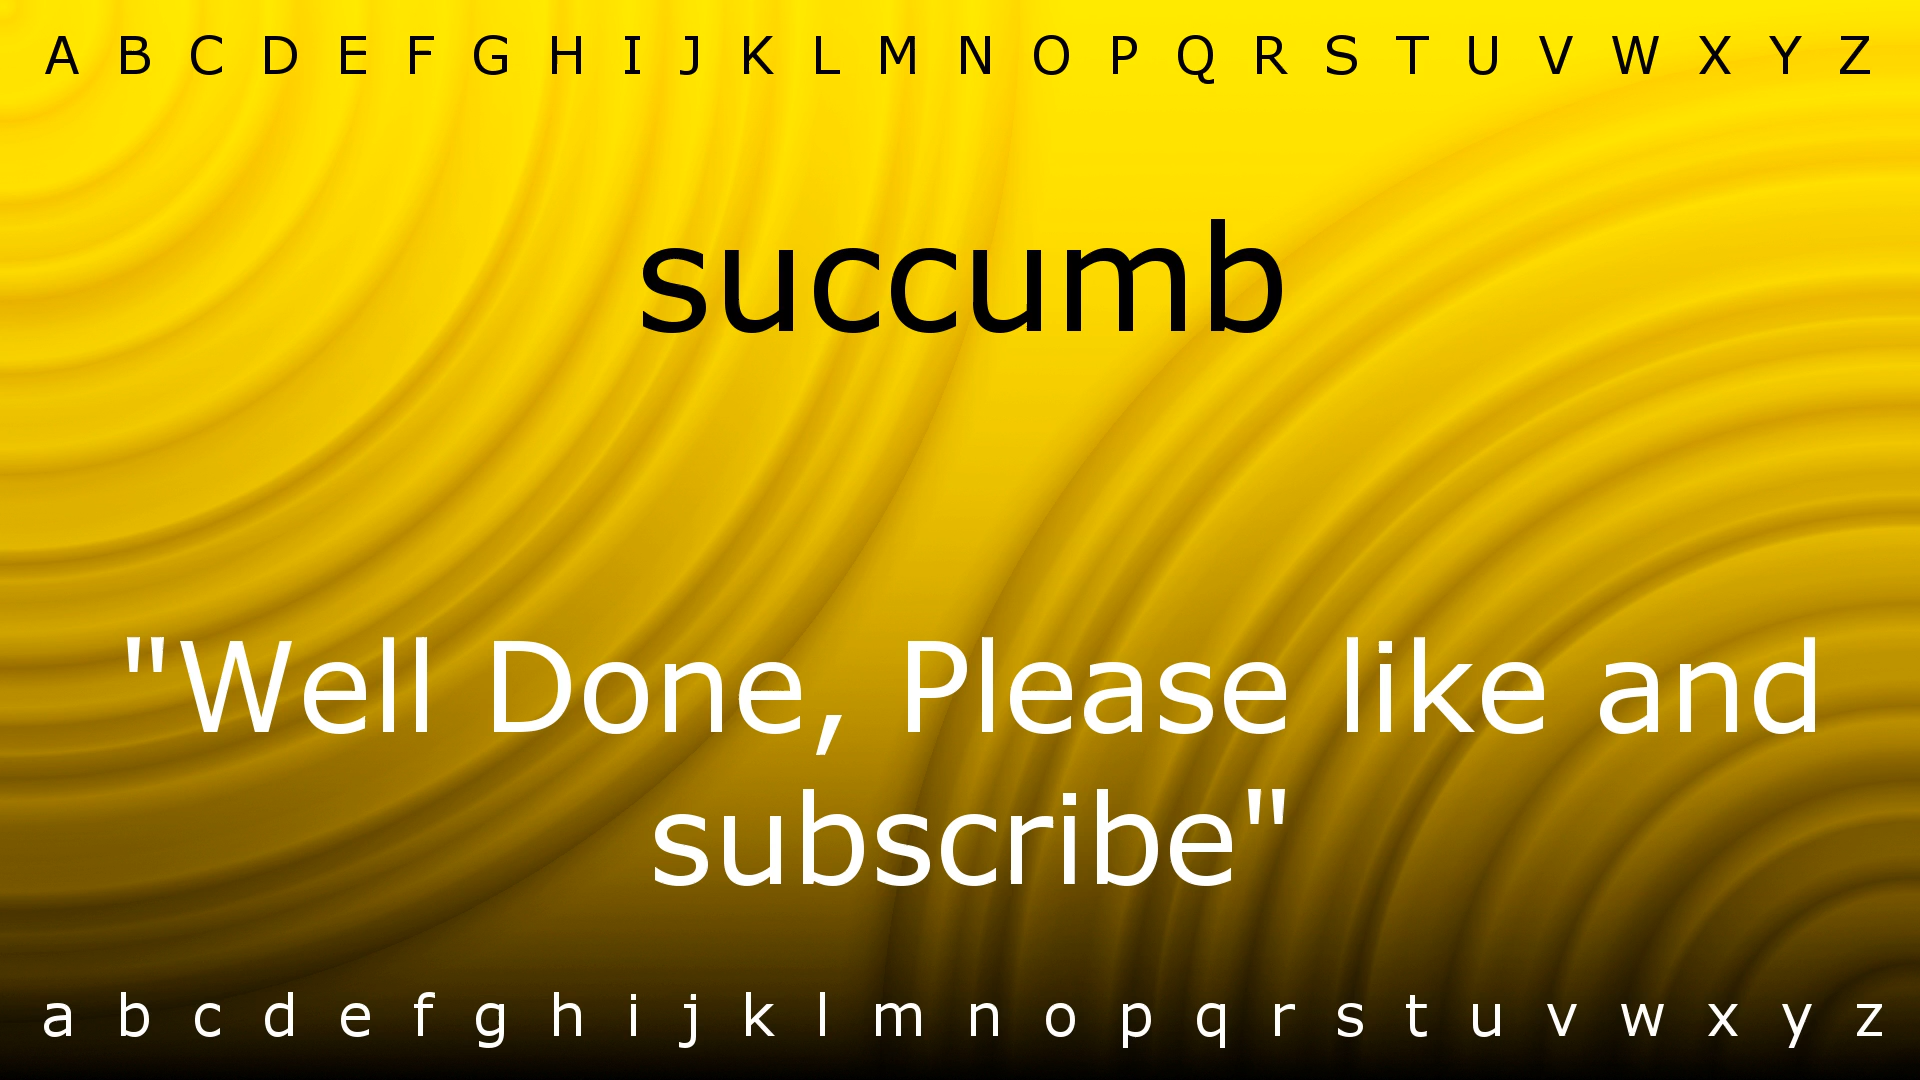 A B C D E F G H I J K L M N O P Q R S T U V W X Y Z
succumb
"Well Done, Please like and
subscribe"
a b c d e f g h i j k l m n o p q r s t u v w x y z